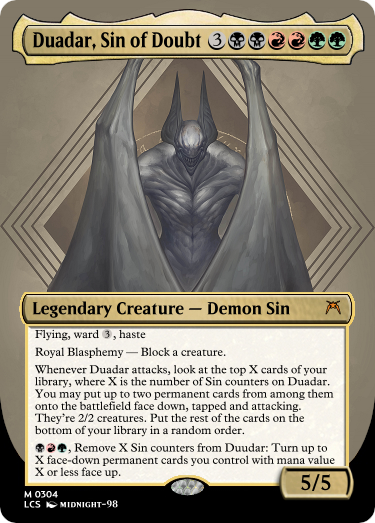 Duadar, Sin of Doubt 3
Legendary Creature — Demon Sin
Flying, ward 3, haste
Royal Blasphemy — Block a creature.
Whenever Duadar attacks, look at the top X cards of your
library, where X is the number of Sin counters on Duadar.
You may put up to two permanent cards from among them
onto the battlefield face down, tapped and attacking.
They're 2/2 creatures. Put the rest of the cards on the
bottom of your library in a random order.
, Remove X Sin counters from Duudar: Turn up to
X face-down permanent cards you control with mana value
X or less face up.
5/5
M 0304
LCS MIDNIGHT-98